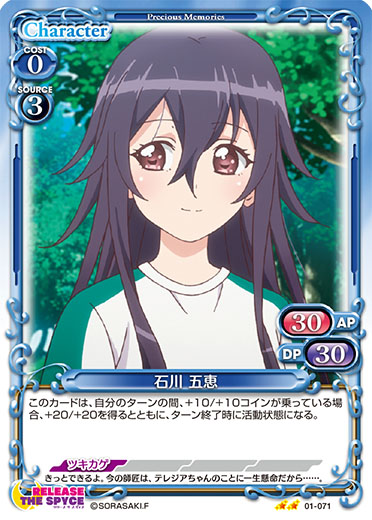 Precious Memories
Character
COST
0
SOURCE
3
30 AP
DP 30
石川 五恵
このカードは、自分のターンの間、+10/+10コインが乗っている場
合、+20/+20を得るとともに、ターン終了時に活動状態になる。
ツキカゲ
きっとできるよ。今の師匠は、テレジアちゃんのことに一生懸命だから……。
RELEASE
THE SPYCE
©SORASAKI.F
01-071